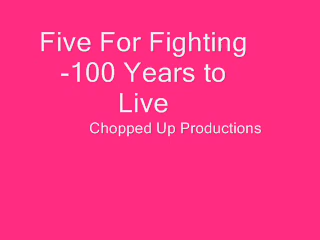 Five For Fighting
-100 Years to
Live
Chopped Up Productions